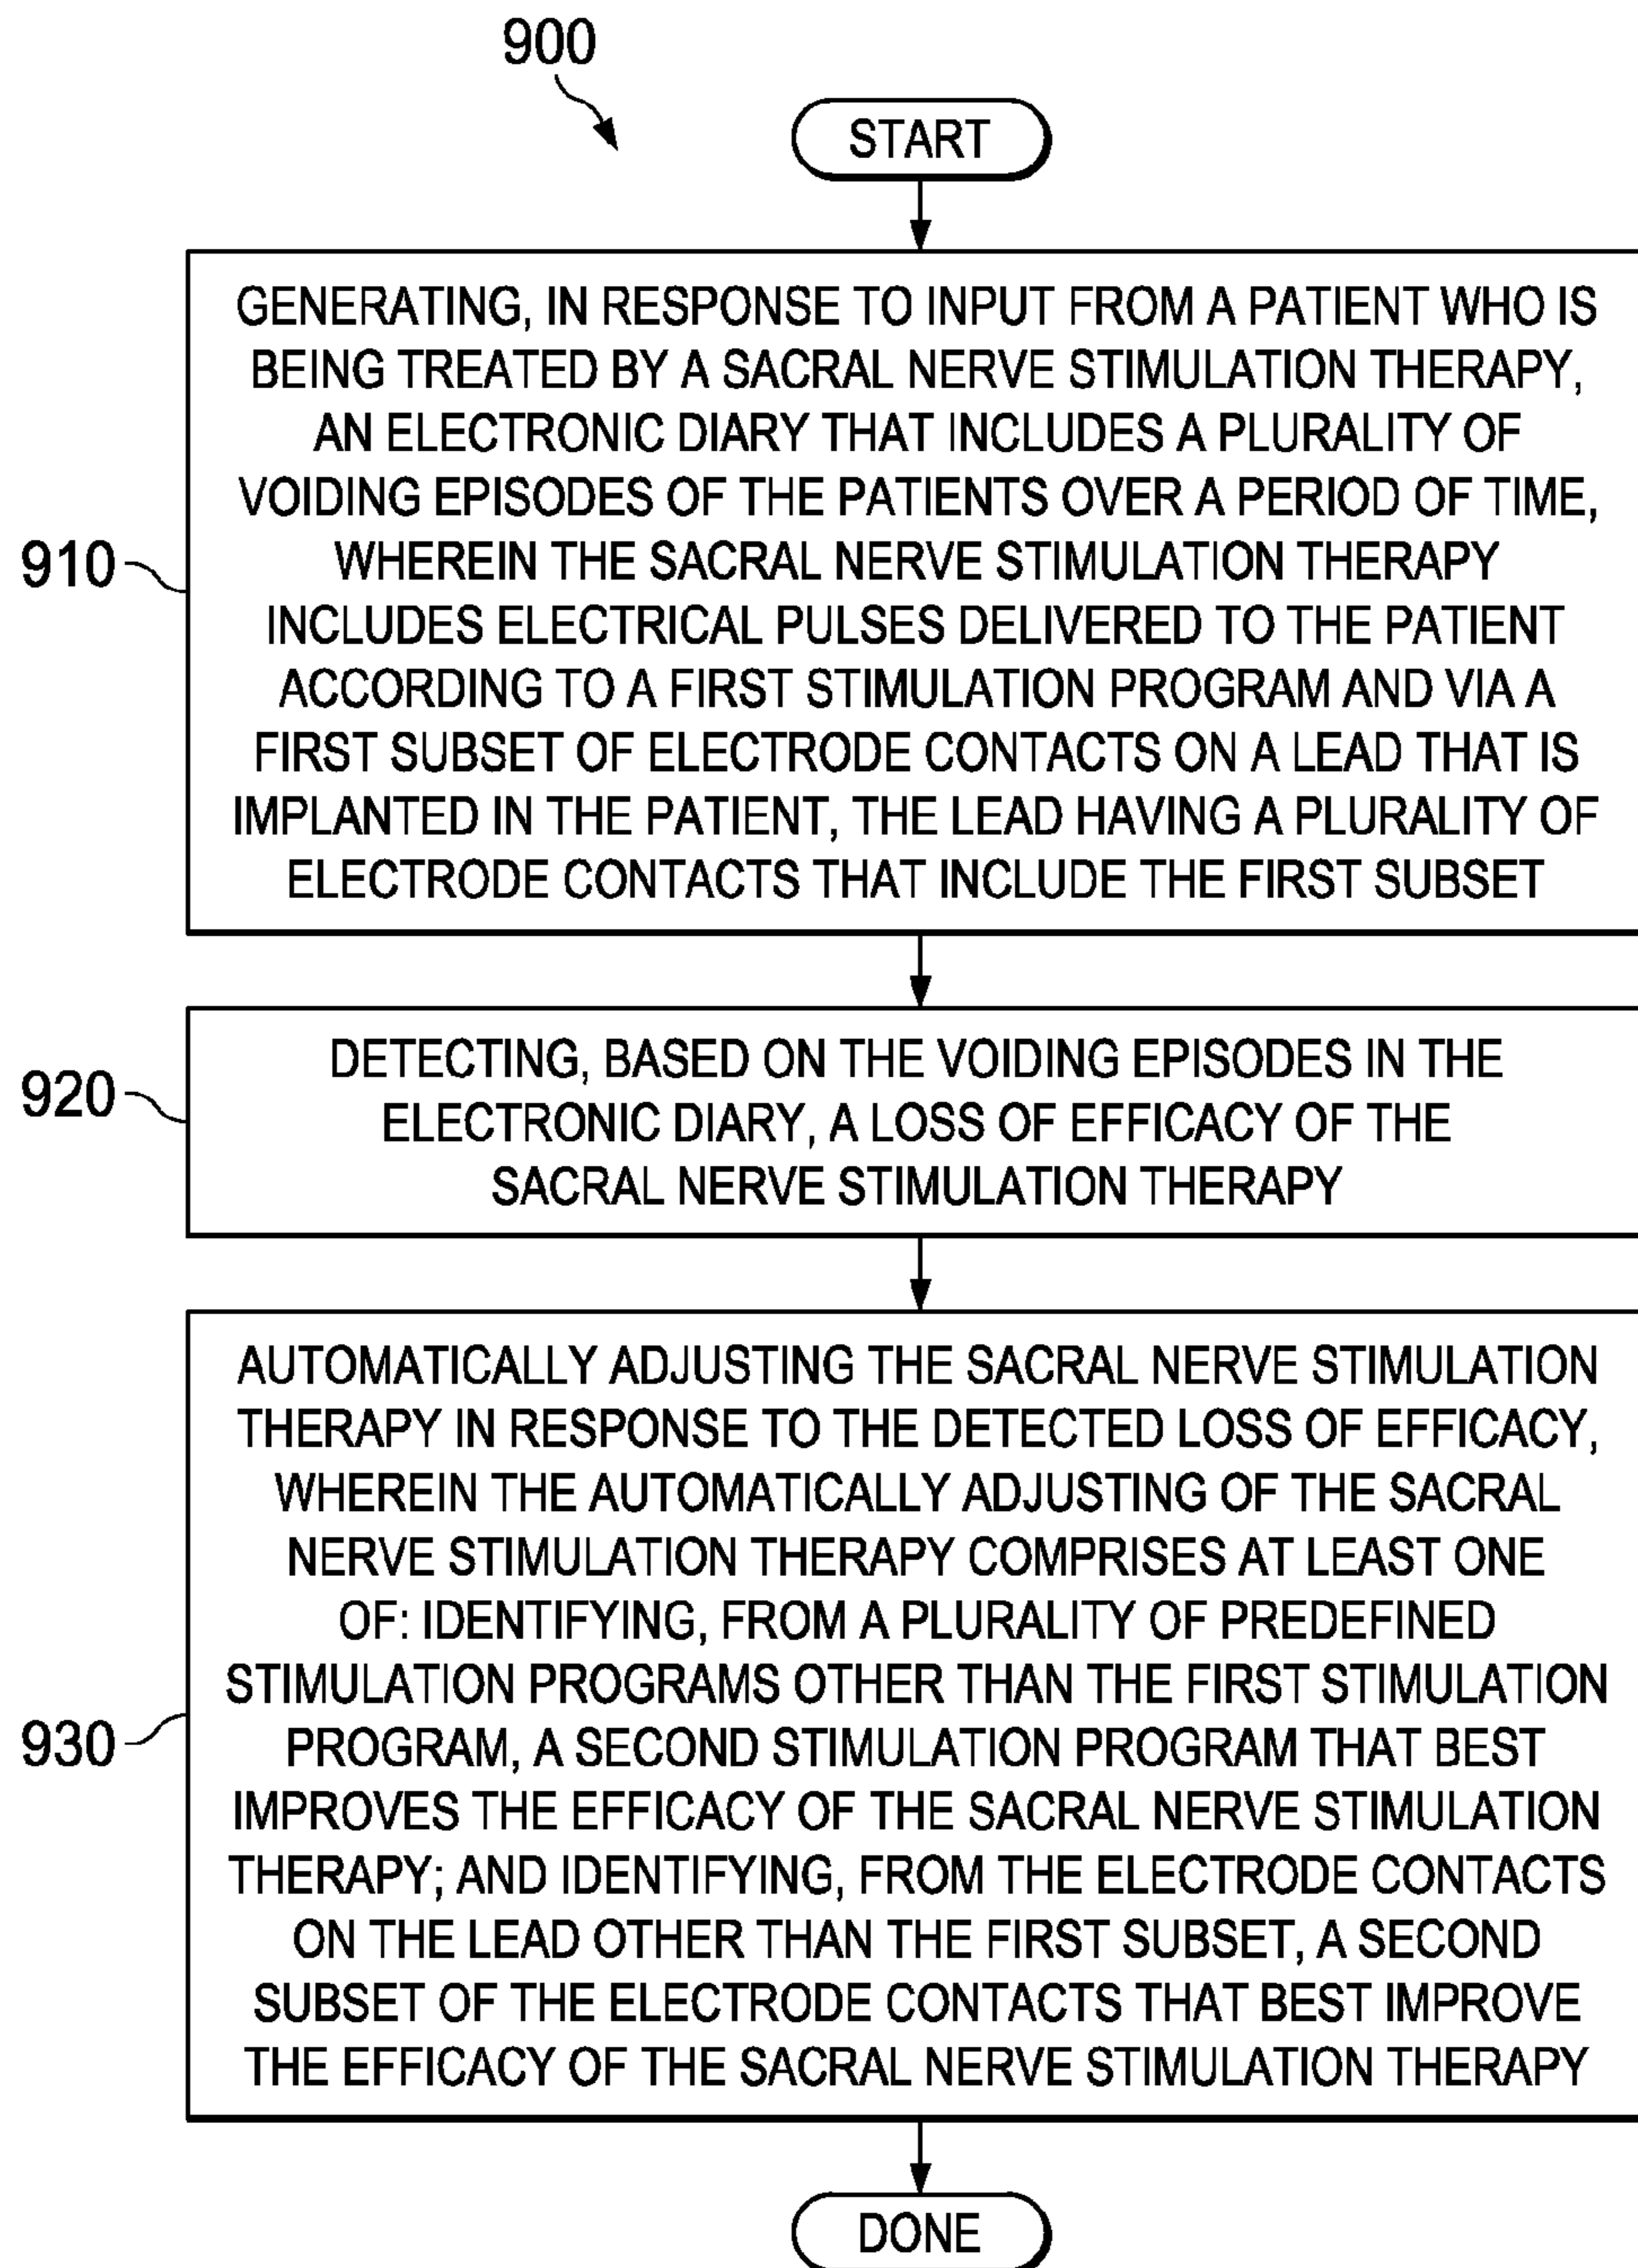 900
START
GENERATING, IN RESPONSE TO INPUT FROM A PATIENT WHO IS
BEING TREATED BY A SACRAL NERVE STIMULATION THERAPY,
AN ELECTRONIC DIARY THAT INCLUDES A PLURALITY OF
VOIDING EPISODES OF THE PATIENTS OVER A PERIOD OF TIME,
WHEREIN THE SACRAL NERVE STIMULATION THERAPY
INCLUDES ELECTRICAL PULSES DELIVERED TO THE PATIENT
ACCORDING TO A FIRST STIMULATION PROGRAM AND VIA A
FIRST SUBSET OF ELECTRODE CONTACTS ON A LEAD THAT IS
IMPLANTED IN THE PATIENT, THE LEAD HAVING A PLURALITY OF
ELECTRODE CONTACTS THAT INCLUDE THE FIRST SUBSET
910
DETECTING, BASED ON THE VOIDING EPISODES IN THE
ELECTRONIC DIARY, A LOSS OF EFFICACY OF THE
SACRAL NERVE STIMULATION THERAPY
920
AUTOMATICALLY ADJUSTING THE SACRAL NERVE STIMULATION
THERAPY IN RESPONSE TO THE DETECTED LOSS OF EFFICACY,
WHEREIN THE AUTOMATICALLY ADJUSTING OF THE SACRAL
NERVE STIMULATION THERAPY COMPRISES AT LEAST ONE
OF: IDENTIFYING, FROM A PLURALITY OF PREDEFINED
STIMULATION PROGRAMS OTHER THAN THE FIRST STIMULATION
PROGRAM, A SECOND STIMULATION PROGRAM THAT BEST
IMPROVES THE EFFICACY OF THE SACRAL NERVE STIMULATION
THERAPY; AND IDENTIFYING, FROM THE ELECTRODE CONTACTS
ON THE LEAD OTHER THAN THE FIRST SUBSET, A SECOND
SUBSET OF THE ELECTRODE CONTACTS THAT BEST IMPROVE
THE EFFICACY OF THE SACRAL NERVE STIMULATION THERAPY
930
DONE